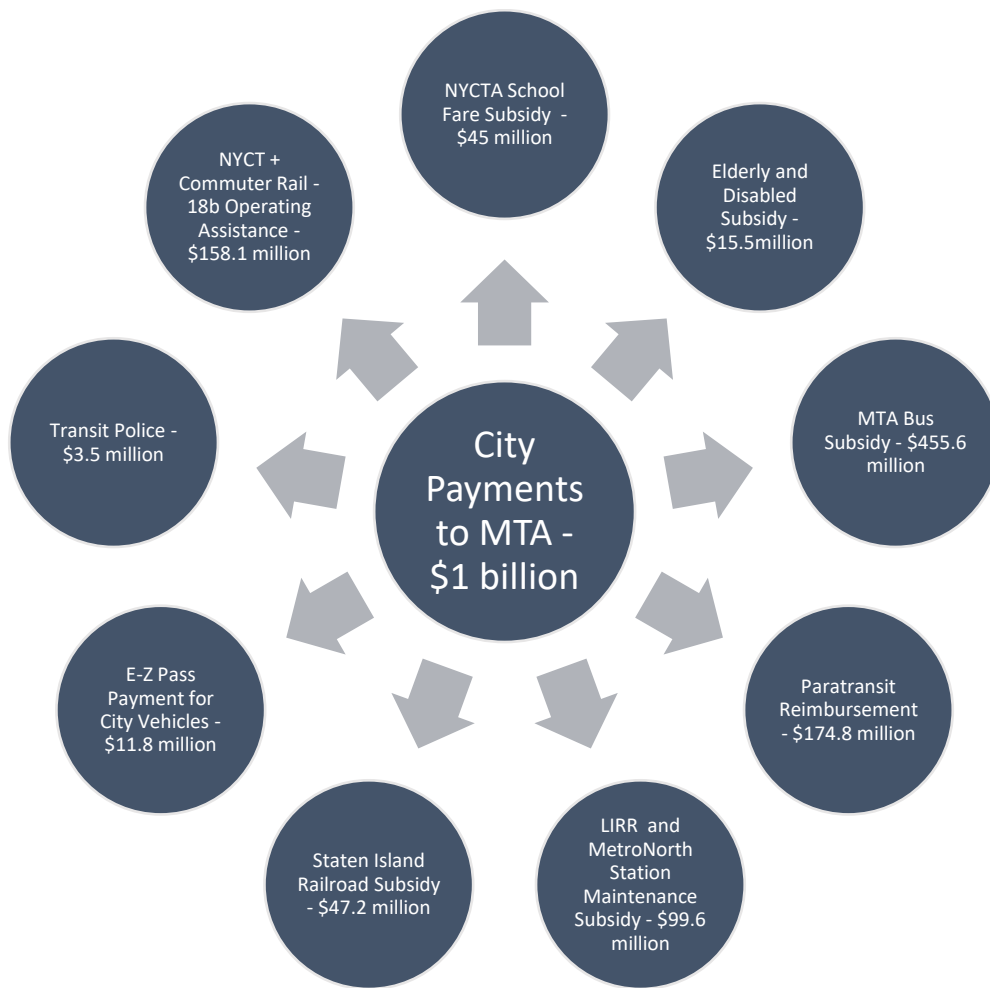 NYCTA School
Fare Subsidy -
$45 million
Elderly and
Disabled
Subsidy -
$15.5million
MTA Bus
Subsidy - $455.6
million
Paratransit
Reimbursement
- $174.8 million
LIRR and
MetroNorth
Station
Maintenance
Subsidy - $99.6
million
Staten Island
Railroad Subsidy
- $47.2 million
E-Z Pass
Payment for
City Vehicles -
$11.8 million
Transit Police -
$3.5 million
NYCT +
Commuter Rail -
18b Operating
Assistance -
$158.1 million
City
Payments
to MTA -
$1 billion